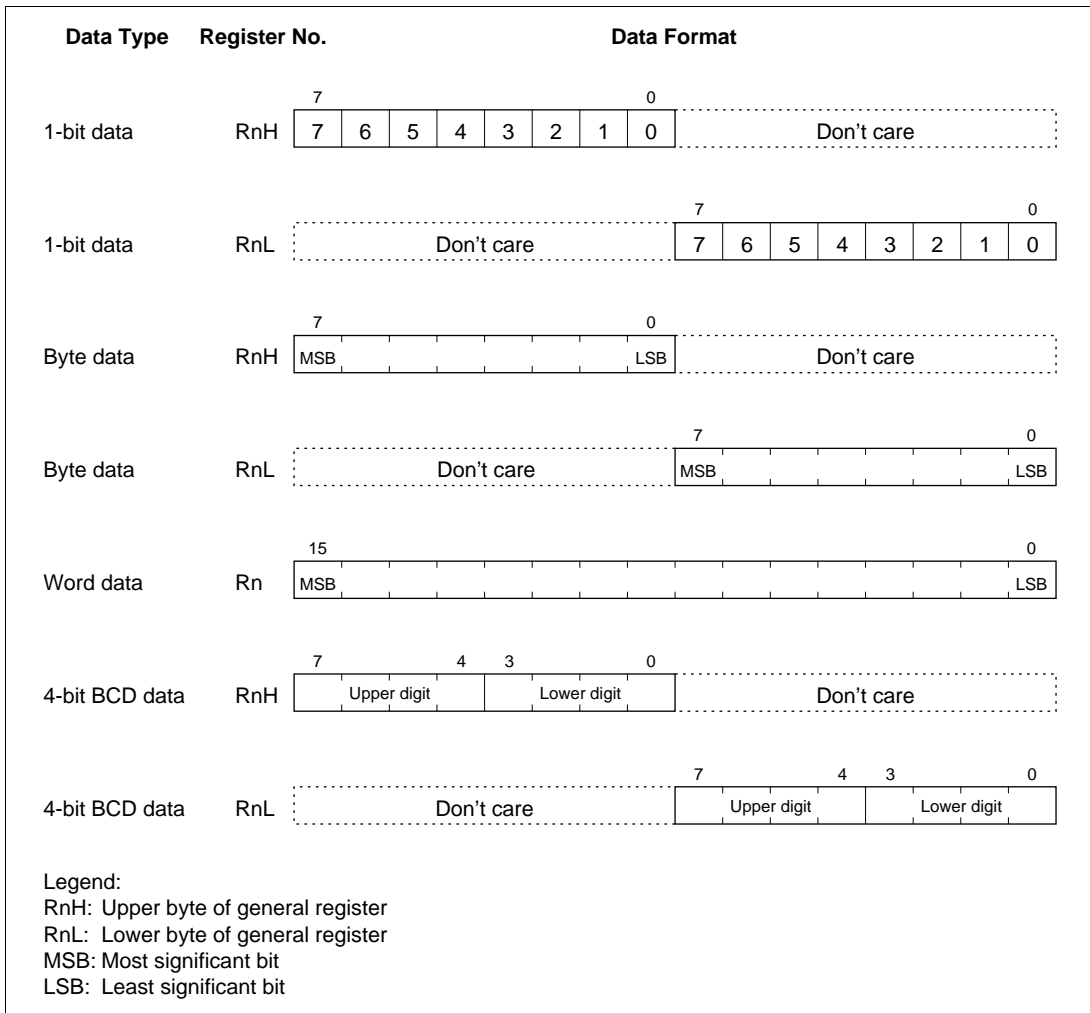 Data Type Register No. Data Format
7 0
1-bit data RnH 7 6 5 4 3 2 1 0 Don't care
7 0
1-bit data RnL Don't care 7 6 5 4 3 2 1 0
7 0
Byte data RnH MSB LSB Don't care
7 0
Byte data RnL Don't care MSB LSB
15 0
Word data Rn MSB LSB
7 4 3 0
4-bit BCD data RnH Upper digit Lower digit Don't care
7 4 3 0
4-bit BCD data RnL Don't care Upper digit Lower digit
Legend:
RnH: Upper byte of general register
RnL: Lower byte of general register
MSB: Most significant bit
LSB: Least significant bit